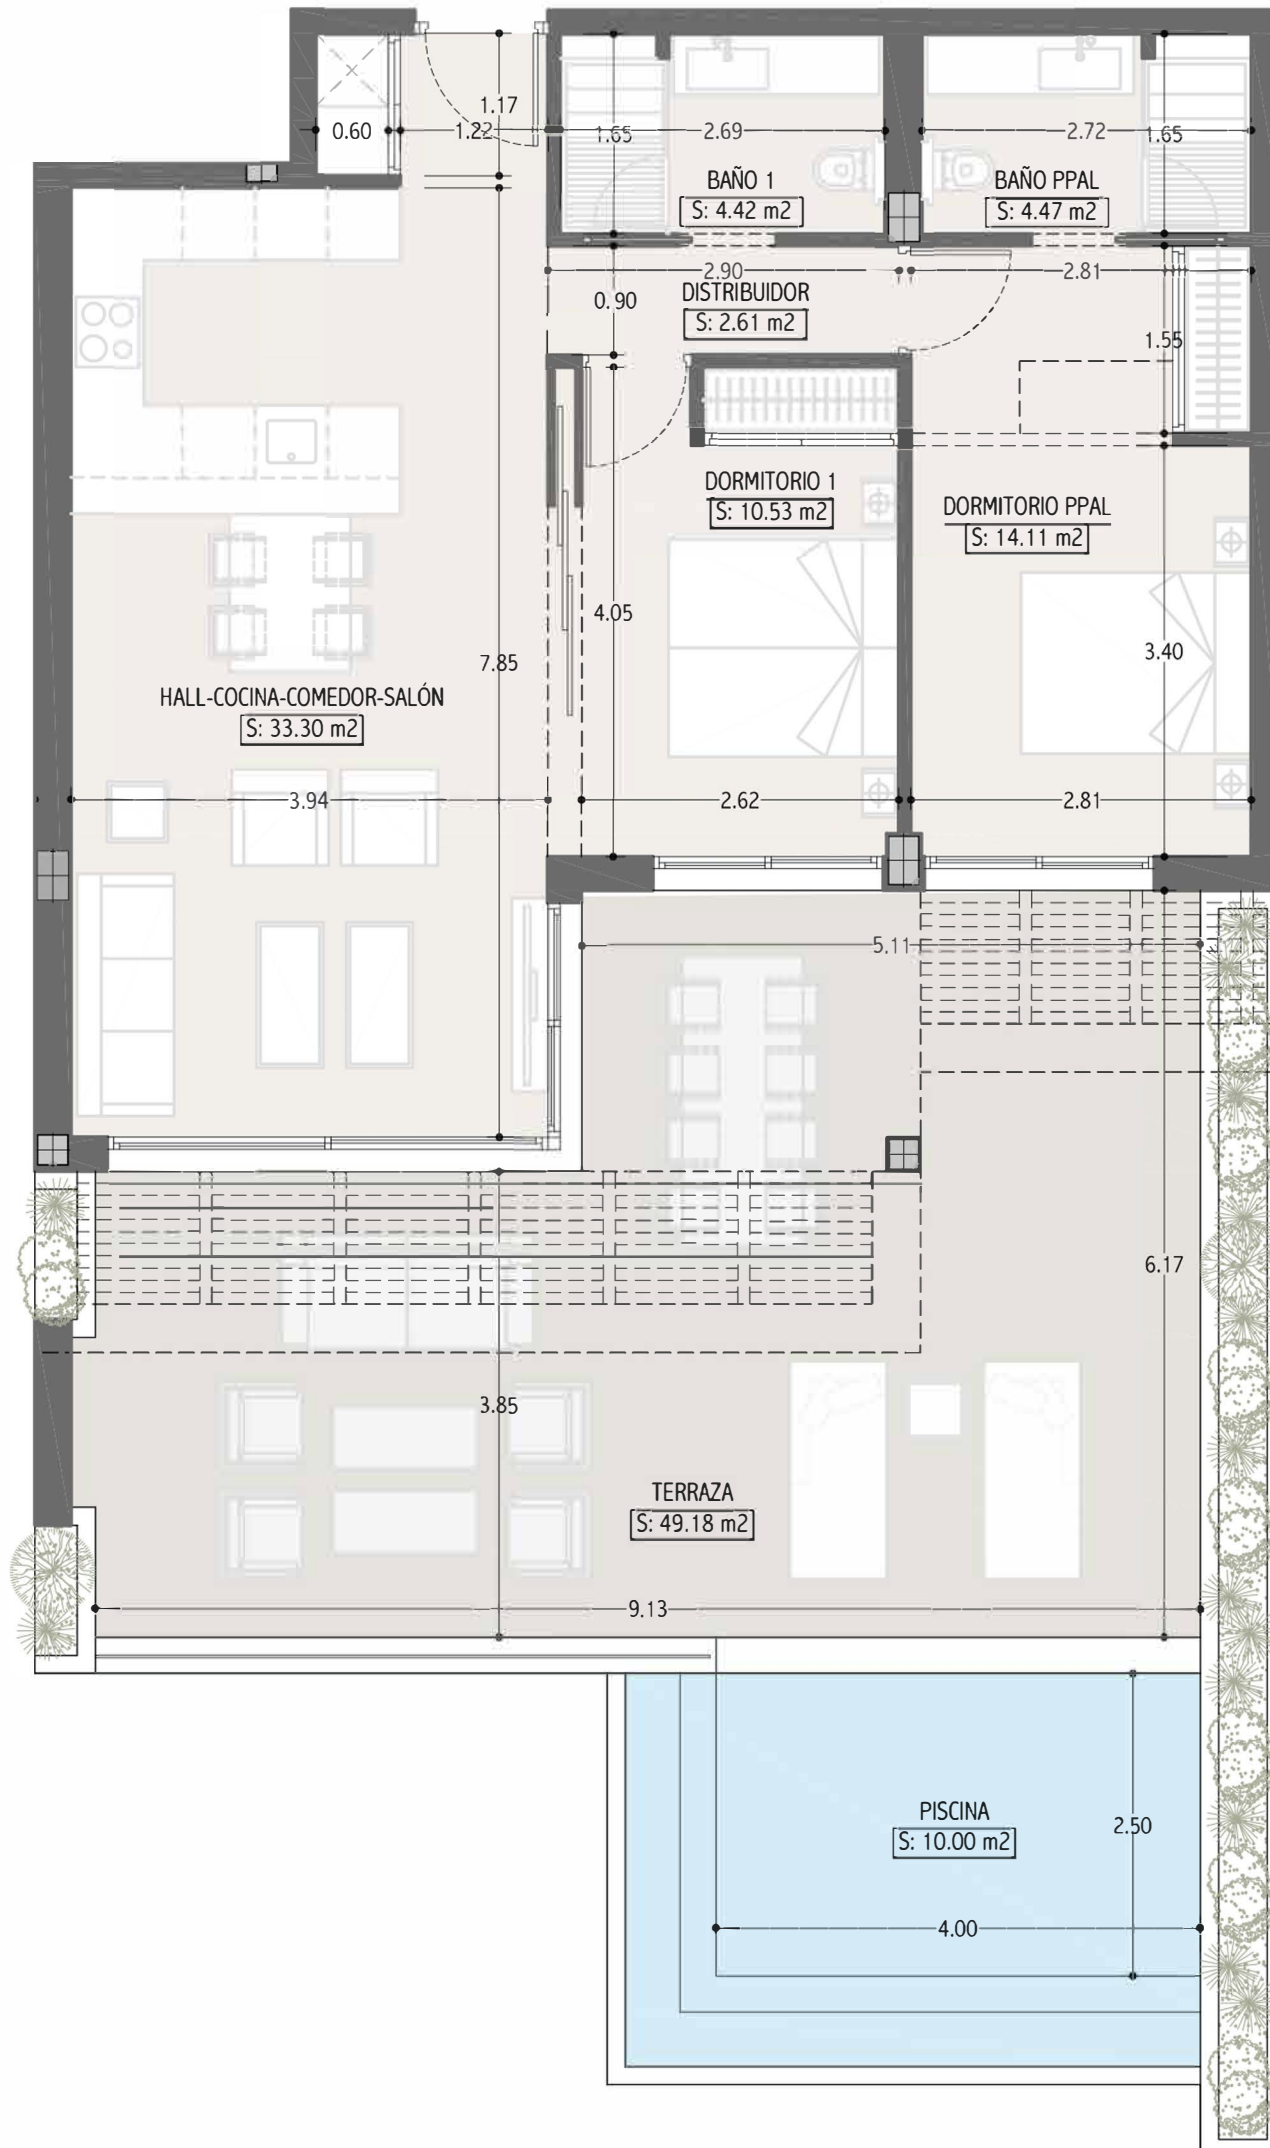 1.17
0.60
1.22
1.65
2.69
2.72
1.65
BAÑO 1
S: 4.42 m2
BAÑO PPAL
S: 4.47 m2
2.90
2.81
0.90
DISTRIBUIDOR
S: 2.61 m2
1.55
DORMITORIO 1
S: 10.53 m2
DORMITORIO PPAL
S: 14.11 m2
4.05
7.85
3.40
HALL-COCINA-COMEDOR-SALÓN
S: 33.30 m2
3.94
2.62
2.81
5.11
6.17
3.85
TERRAZA
S: 49.18 m2
9.13
PISCINA
S: 10.00 m2
2.50
4.00